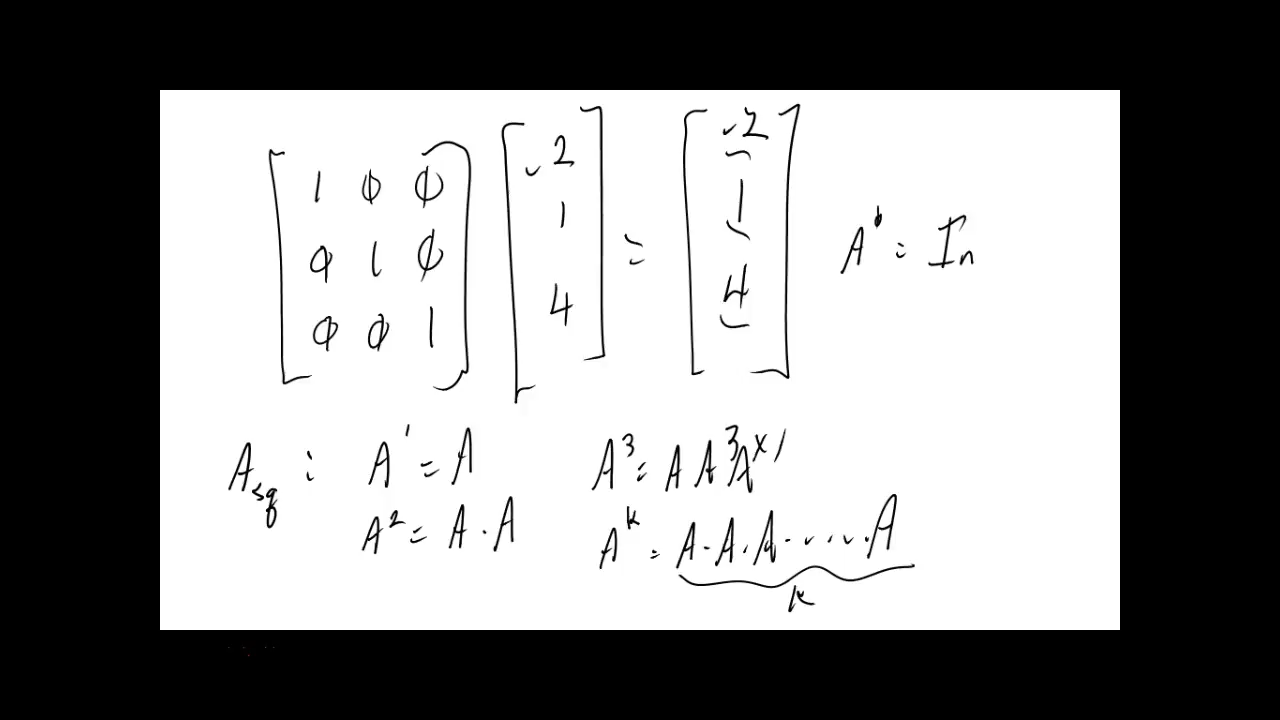 [1 0 0] [-2] = [-2]
[0 1 0] [1] [1] A⁰ = Iₙ
[0 0 1] [4] [4]
A_sq : A¹ = A A³ = A A A
A² = A · A Aᵏ = A · A · A · . . . . A
k